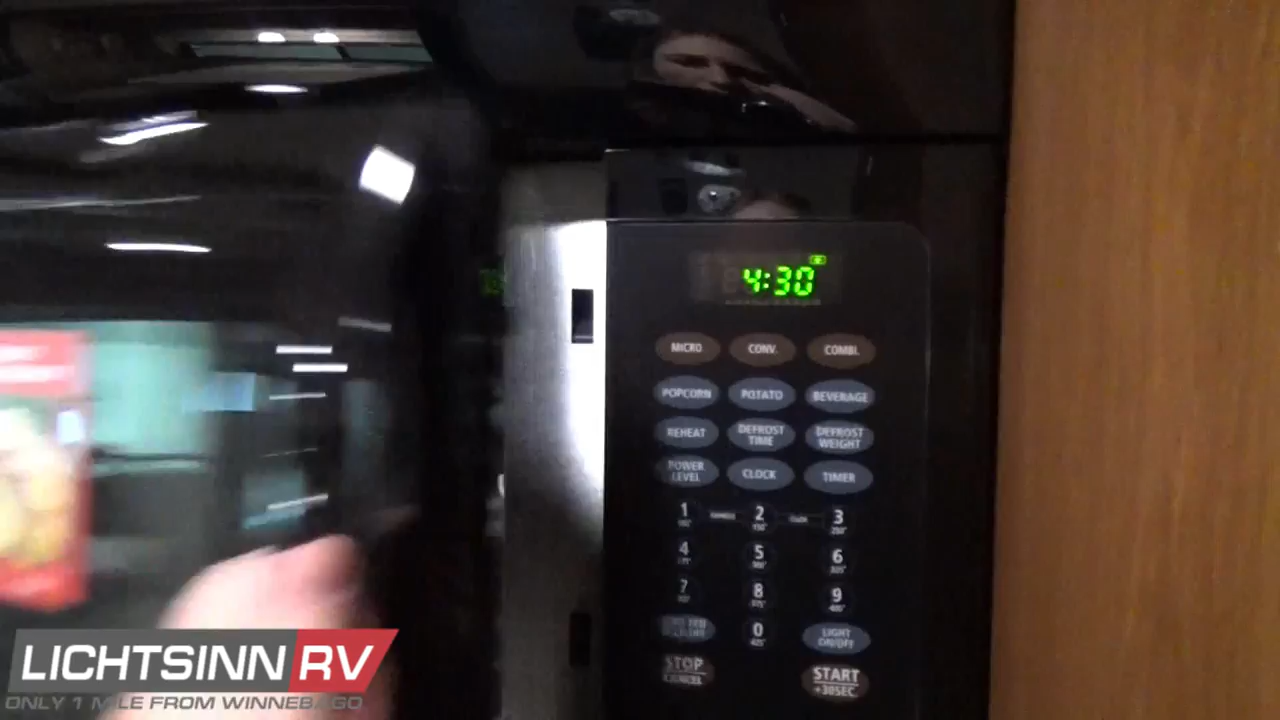 4:30
MICRO CONV. COMBI.
POPCORN POTATO BEVERAGE
REHEAT DEFROST TIME DEFROST WEIGHT
POWER LEVEL CLOCK TIMER
1 2 3
4 5 6
7 8 9
0 LIGHT ON/OFF
STOP CANCEL START +30SEC.
LICHTSINN RV
ONLY 1 MILE FROM WINNEBAGO